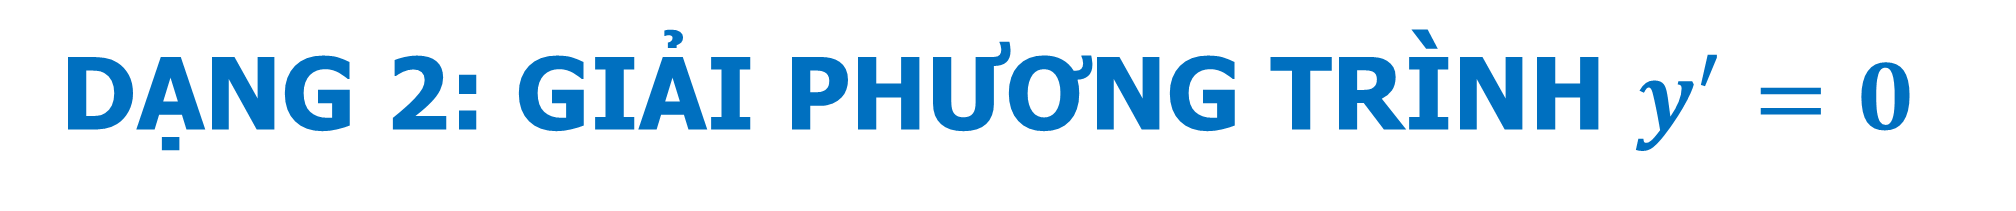 DẠNG 2: GIẢI PHƯƠNG TRÌNH y′ = 0